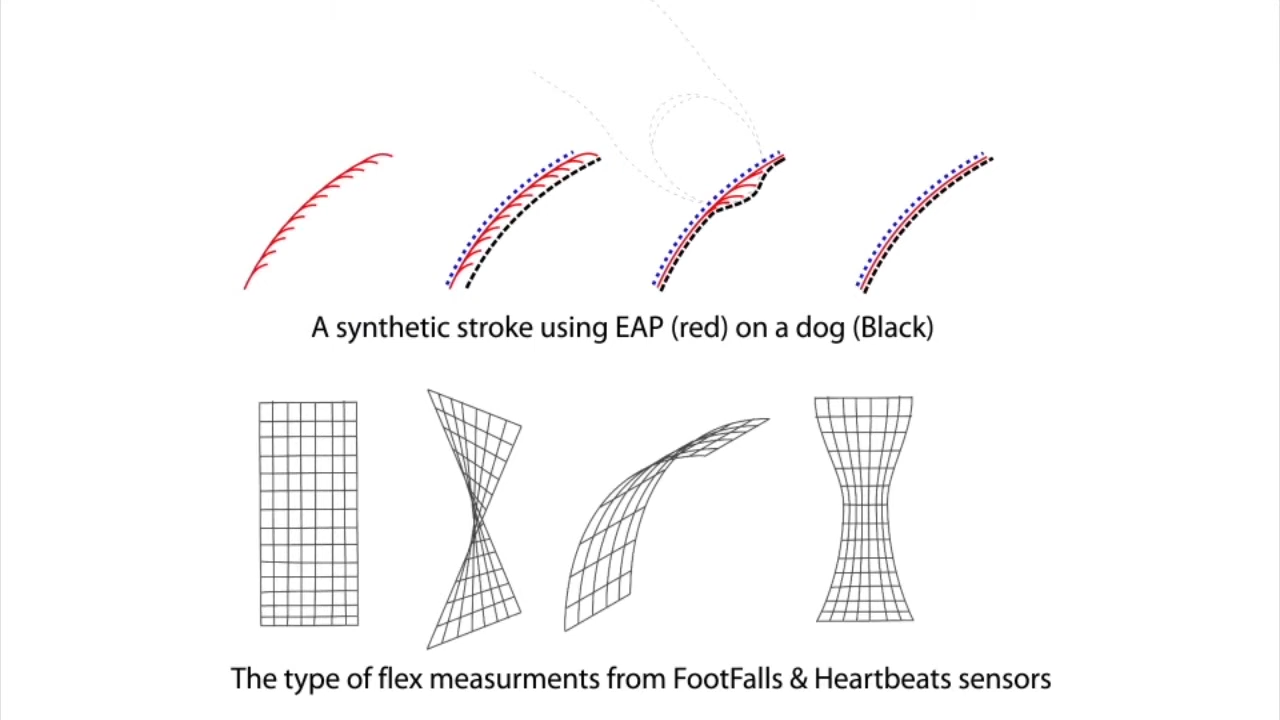 A synthetic stroke using EAP (red) on a dog (Black)
The type of flex measurments from FootFalls & Heartbeats sensors